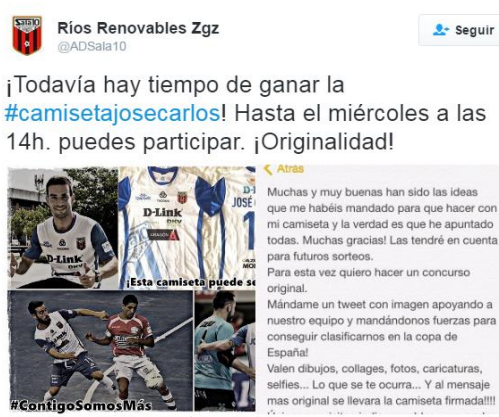 Ríos Renovables Zgz
@ADSala10
Seguir
¡Todavía hay tiempo de ganar la
#camisetajosecarlos! Hasta el miércoles a las
14h. puedes participar. ¡Originalidad!
Sala10
D-Link
D-Link
DKV
JOSÉ
¡Esta camiseta puede se
#ContigoSomosMás
Atrás
Muchas y muy buenas han sido las ideas
que me habéis mandado para que hacer con
mi camiseta y la verdad es que he apuntado
todas. Muchas gracias! Las tendré en cuenta
para futuros sorteos.
Para esta vez quiero hacer un concurso
original.
Mándame un tweet con imagen apoyando a
nuestro equipo y mandándonos fuerzas para
conseguir clasificarnos en la copa de
España!
Valen dibujos, collages, fotos, caricaturas,
selfies... Lo que se te ocurra... Y al mensaje
mas original se llevara la camiseta firmada!!!!